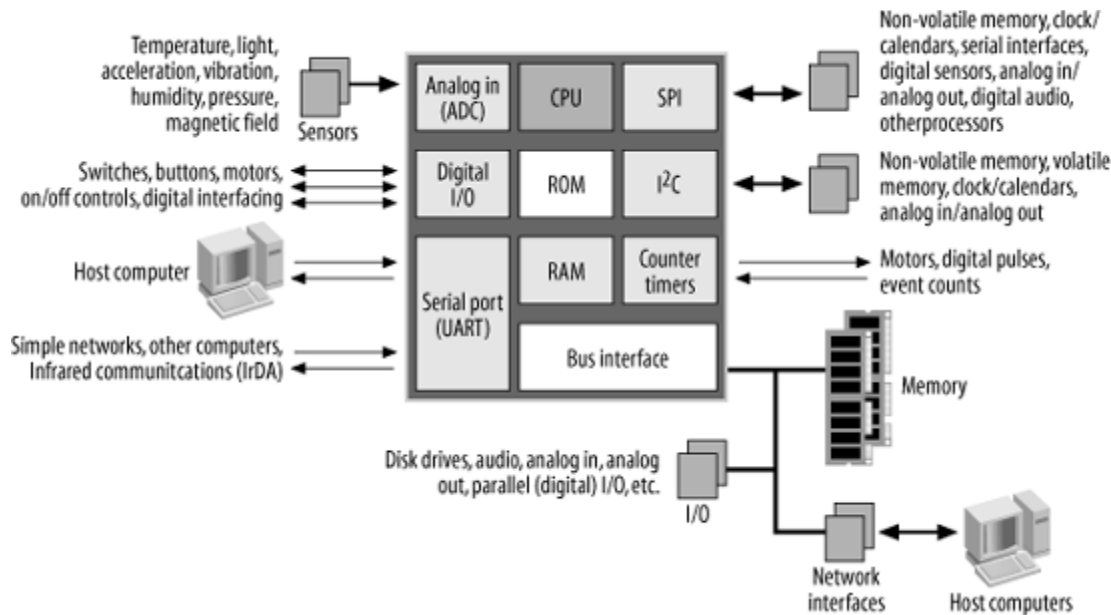 Temperature, light,
acceleration, vibration,
humidity, pressure,
magnetic field
Sensors
Analog in
(ADC)
CPU
SPI
Non-volatile memory, clock/
calendars, serial interfaces,
digital sensors, analog in/
analog out, digital audio,
otherprocessors
Switches, buttons, motors,
on/off controls, digital interfacing
Digital
I/O
ROM
I²C
Non-volatile memory, volatile
memory, clock/calendars,
analog in/analog out
Host computer
Serial port
(UART)
RAM
Counter
timers
Motors, digital pulses,
event counts
Simple networks, other computers,
Infrared communitcations (IrDA)
Bus interface
Memory
Disk drives, audio, analog in, analog
out, parallel (digital) I/O, etc.
I/O
Network
interfaces
Host computers